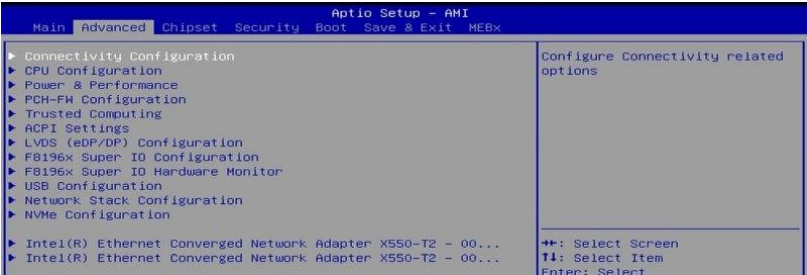 Aptio Setup - AMI
Main Advanced Chipset Security Boot Save & Exit MEBx
Connectivity Configuration
CPU Configuration
Power & Performance
PCH-FW Configuration
Trusted Computing
ACPI Settings
LVDS (eDP/DP) Configuration
F8196x Super IO Configuration
F8196x Super IO Hardware Monitor
USB Configuration
Network Stack Configuration
NVMe Configuration
Intel(R) Ethernet Converged Network Adapter X550-T2 - 00...
Intel(R) Ethernet Converged Network Adapter X550-T2 - 00...
Configure Connectivity related
options
→←: Select Screen
↑↓: Select Item
Enter: Select